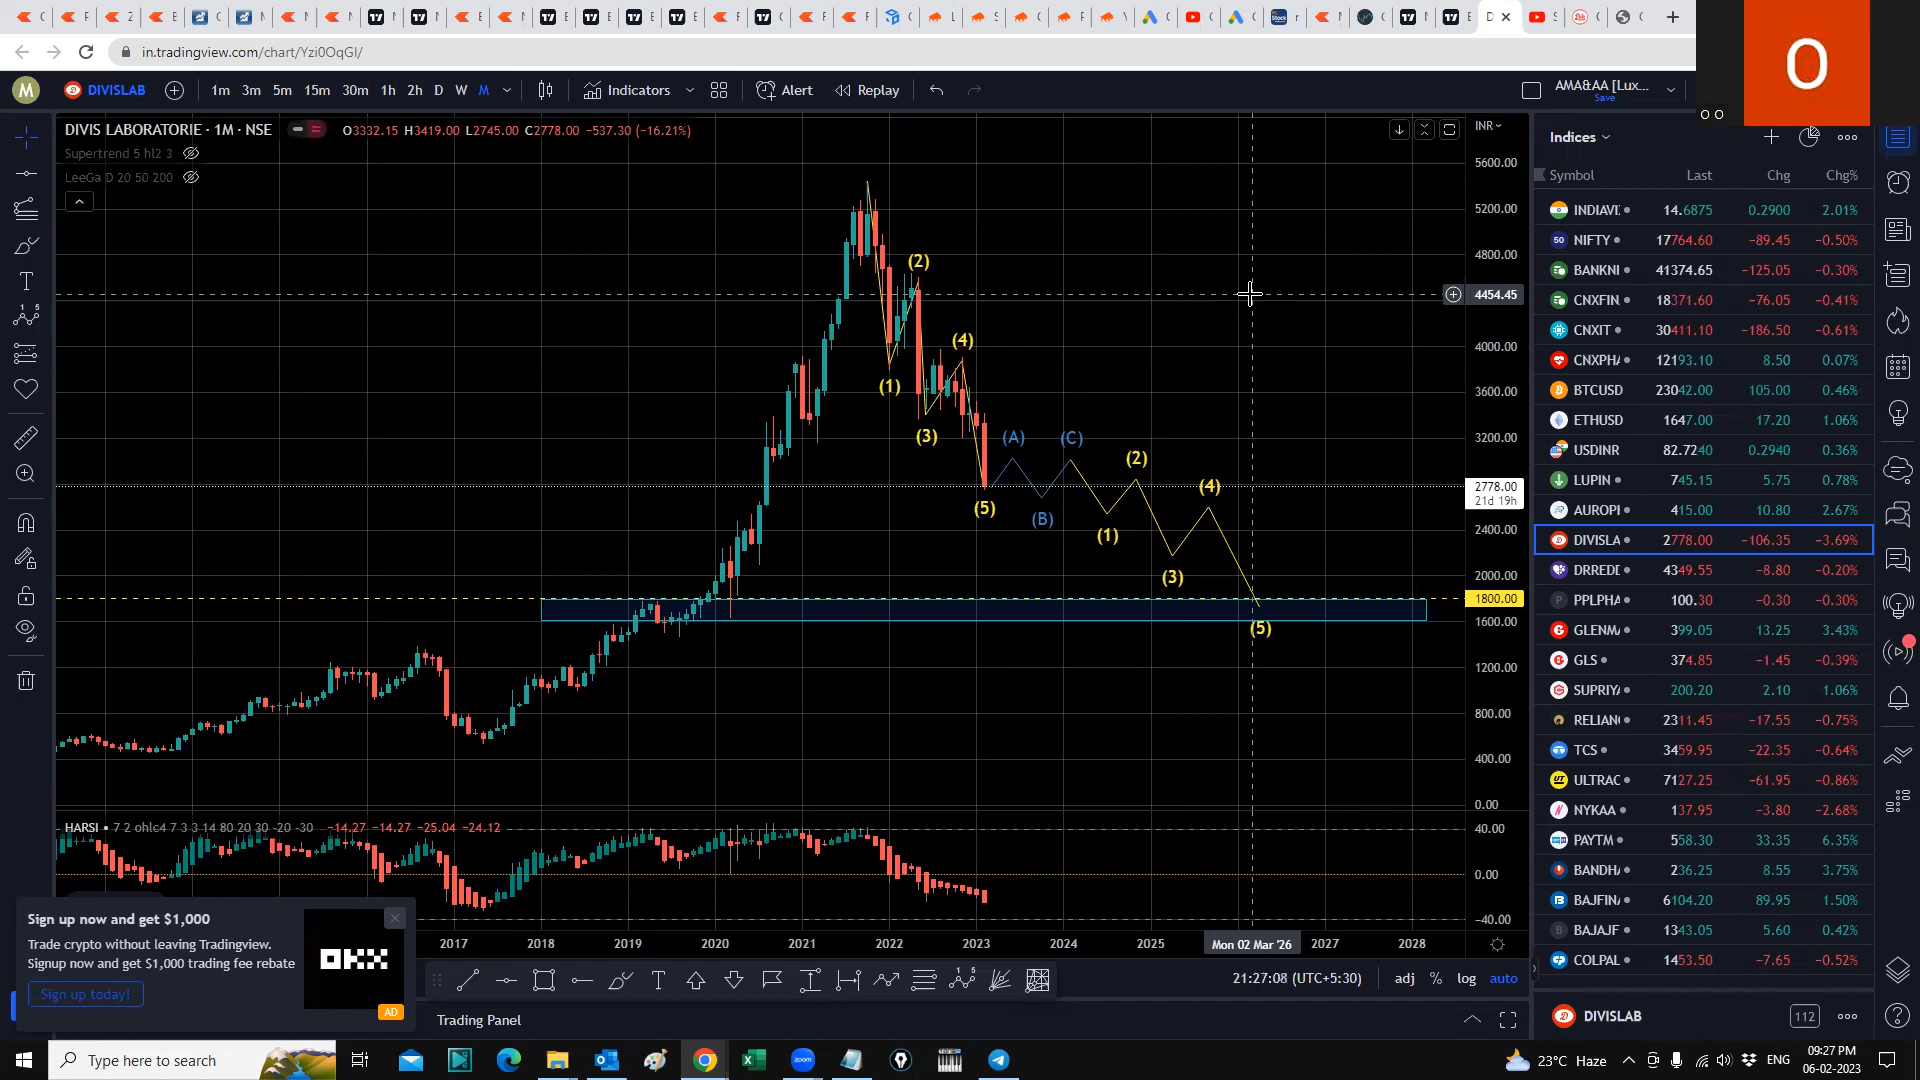 in.tradingview.com/chart/Yzi0OqGI/
O
O O
M
DIVISLAB
1m 3m 5m 15m 30m 1h 2h D W M
Indicators
Alert
Replay
AMA&AA [Lux...
Save
DIVIS LABORATORIE · 1M · NSE
O3332.15 H3419.00 L2745.00 C2778.00 −537.30 (−16.21%)
Supertrend 5 hl2 3
LeeGa D 20 50 200
INR
5600.00
5200.00
4800.00
4454.45
4000.00
3600.00
3200.00
2778.00
21d 19h
2400.00
2000.00
1800.00
1600.00
1200.00
800.00
400.00
0.00
(1)
(2)
(3)
(4)
(5)
(A)
(B)
(C)
(1)
(2)
(3)
(4)
(5)
HARSI • 7 2 ohlc4 7 3 3 14 80 20 30 -20 -30 −14.27 −14.27 −25.04 −24.12
40.00
0.00
−40.00
2017 2018 2019 2020 2021 2022 2023 2024 2025 Mon 02 Mar '26 2027 2028
Sign up now and get $1,000
Trade crypto without leaving Tradingview.
Signup now and get $1,000 trading fee rebate
Sign up today!
OKX
AD
21:27:08 (UTC+5:30)
adj % log auto
Trading Panel
Indices
Symbol Last Chg Chg%
INDIAVI 14.6875 0.2900 2.01%
NIFTY 17764.60 −89.45 −0.50%
BANKNI 41374.65 −125.05 −0.30%
CNXFIN 18371.60 −76.05 −0.41%
CNXIT 30411.10 −186.50 −0.61%
CNXPHA 12193.10 8.50 0.07%
BTCUSD 23042.00 105.00 0.46%
ETHUSD 1647.00 17.20 1.06%
USDINR 82.7240 0.2940 0.36%
LUPIN 745.15 5.75 0.78%
AUROPI 415.00 10.80 2.67%
DIVISLA 2778.00 −106.35 −3.69%
DRREDD 4349.55 −8.80 −0.20%
PPLPHA 100.30 −0.30 −0.30%
GLENM 399.05 13.25 3.43%
GLS 374.85 −1.45 −0.39%
SUPRIY 200.20 2.10 1.06%
RELIAN 2311.45 −17.55 −0.75%
TCS 3459.95 −22.35 −0.64%
ULTRAC 7127.25 −61.95 −0.86%
NYKAA 137.95 −3.80 −2.68%
PAYTM 558.30 33.35 6.35%
BANDH 236.25 8.55 3.75%
BAJFIN 6104.20 89.95 1.50%
BAJAJF 1343.05 5.60 0.42%
COLPAL 1453.50 −7.65 −0.52%
DIVISLAB 112
Type here to search
23°C Haze
ENG
09:27 PM
06-02-2023